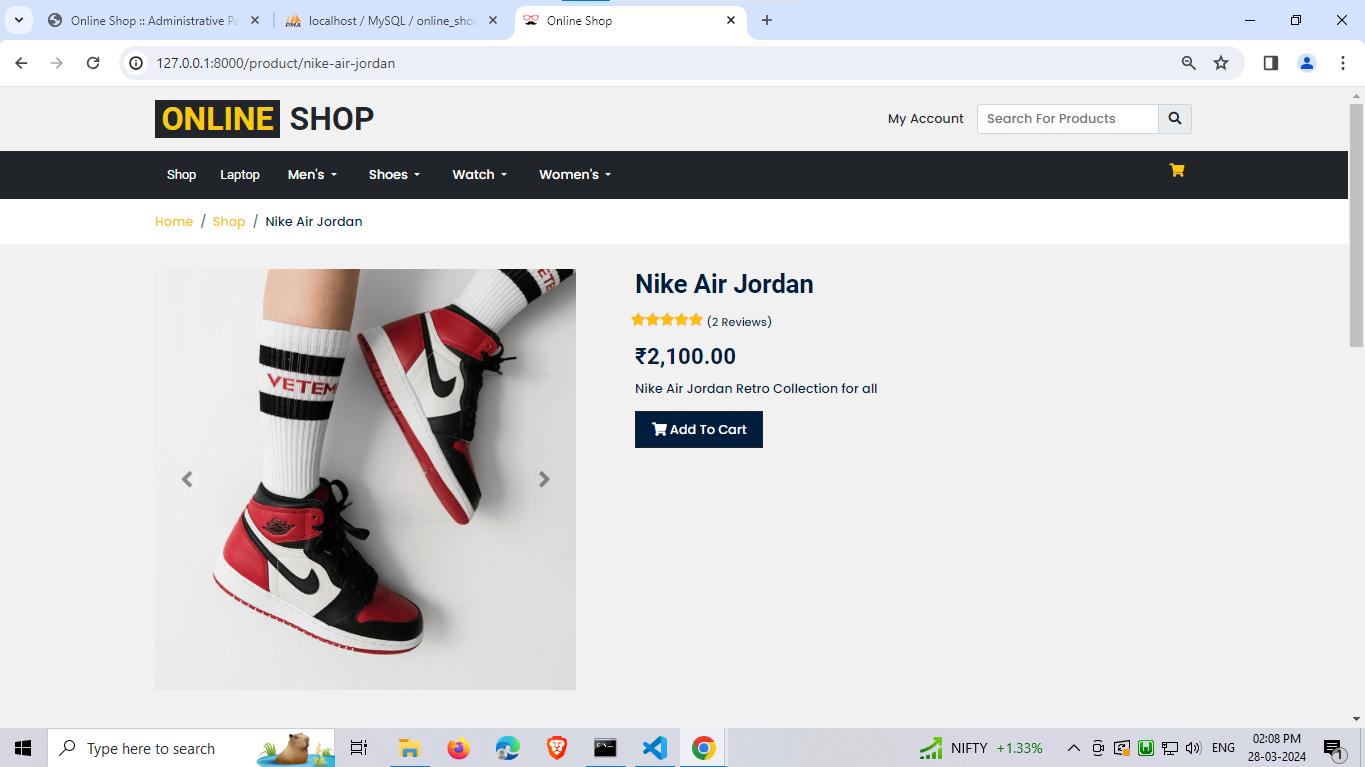 Online Shop :: Administrative Pa
localhost / MySQL / online_sho
Online Shop
127.0.0.1:8000/product/nike-air-jordan
ONLINE SHOP
My Account
Search For Products
Shop
Laptop
Men's
Shoes
Watch
Women's
Home / Shop / Nike Air Jordan
VETEM
Nike Air Jordan
(2 Reviews)
₹2,100.00
Nike Air Jordan Retro Collection for all
Add To Cart
Type here to search
NIFTY +1.33%
ENG
02:08 PM
28-03-2024
1